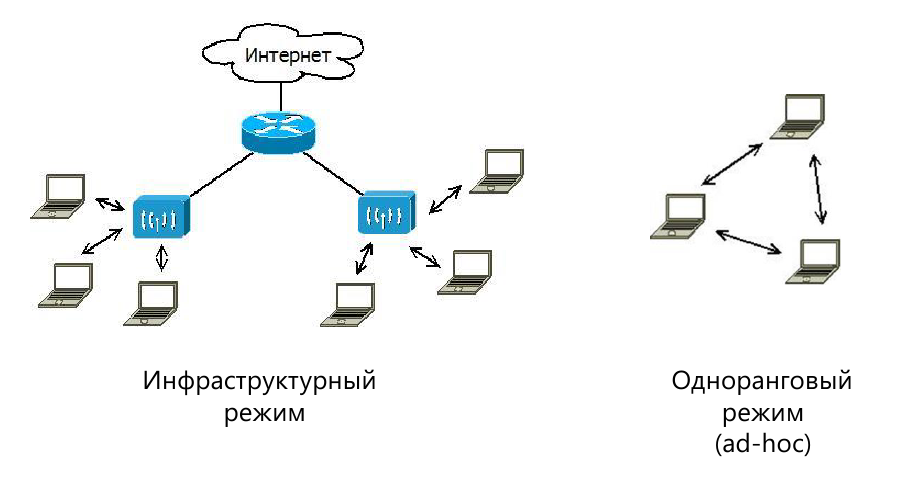 Интернет
Инфраструктурный
режим
Одноранговый
режим
(ad-hoc)